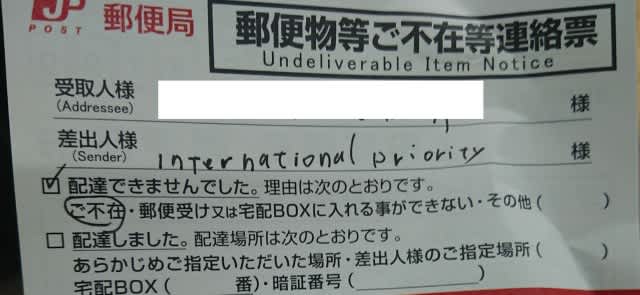 JP
POST 郵便局 郵便物等ご不在等連絡票
Undeliverable Item Notice
受取人様
(Addressee) 様
差出人様
(Sender) International priority 様
☑ 配達できませんでした。理由は次のとおりです。
ご不在・郵便受け又は宅配BOXに入れる事ができない・その他( )
□ 配達しました。配達場所は次のとおりです。
あらかじめご指定いただいた場所・差出人様のご指定場所( )
宅配BOX( 番)・暗証番号( )